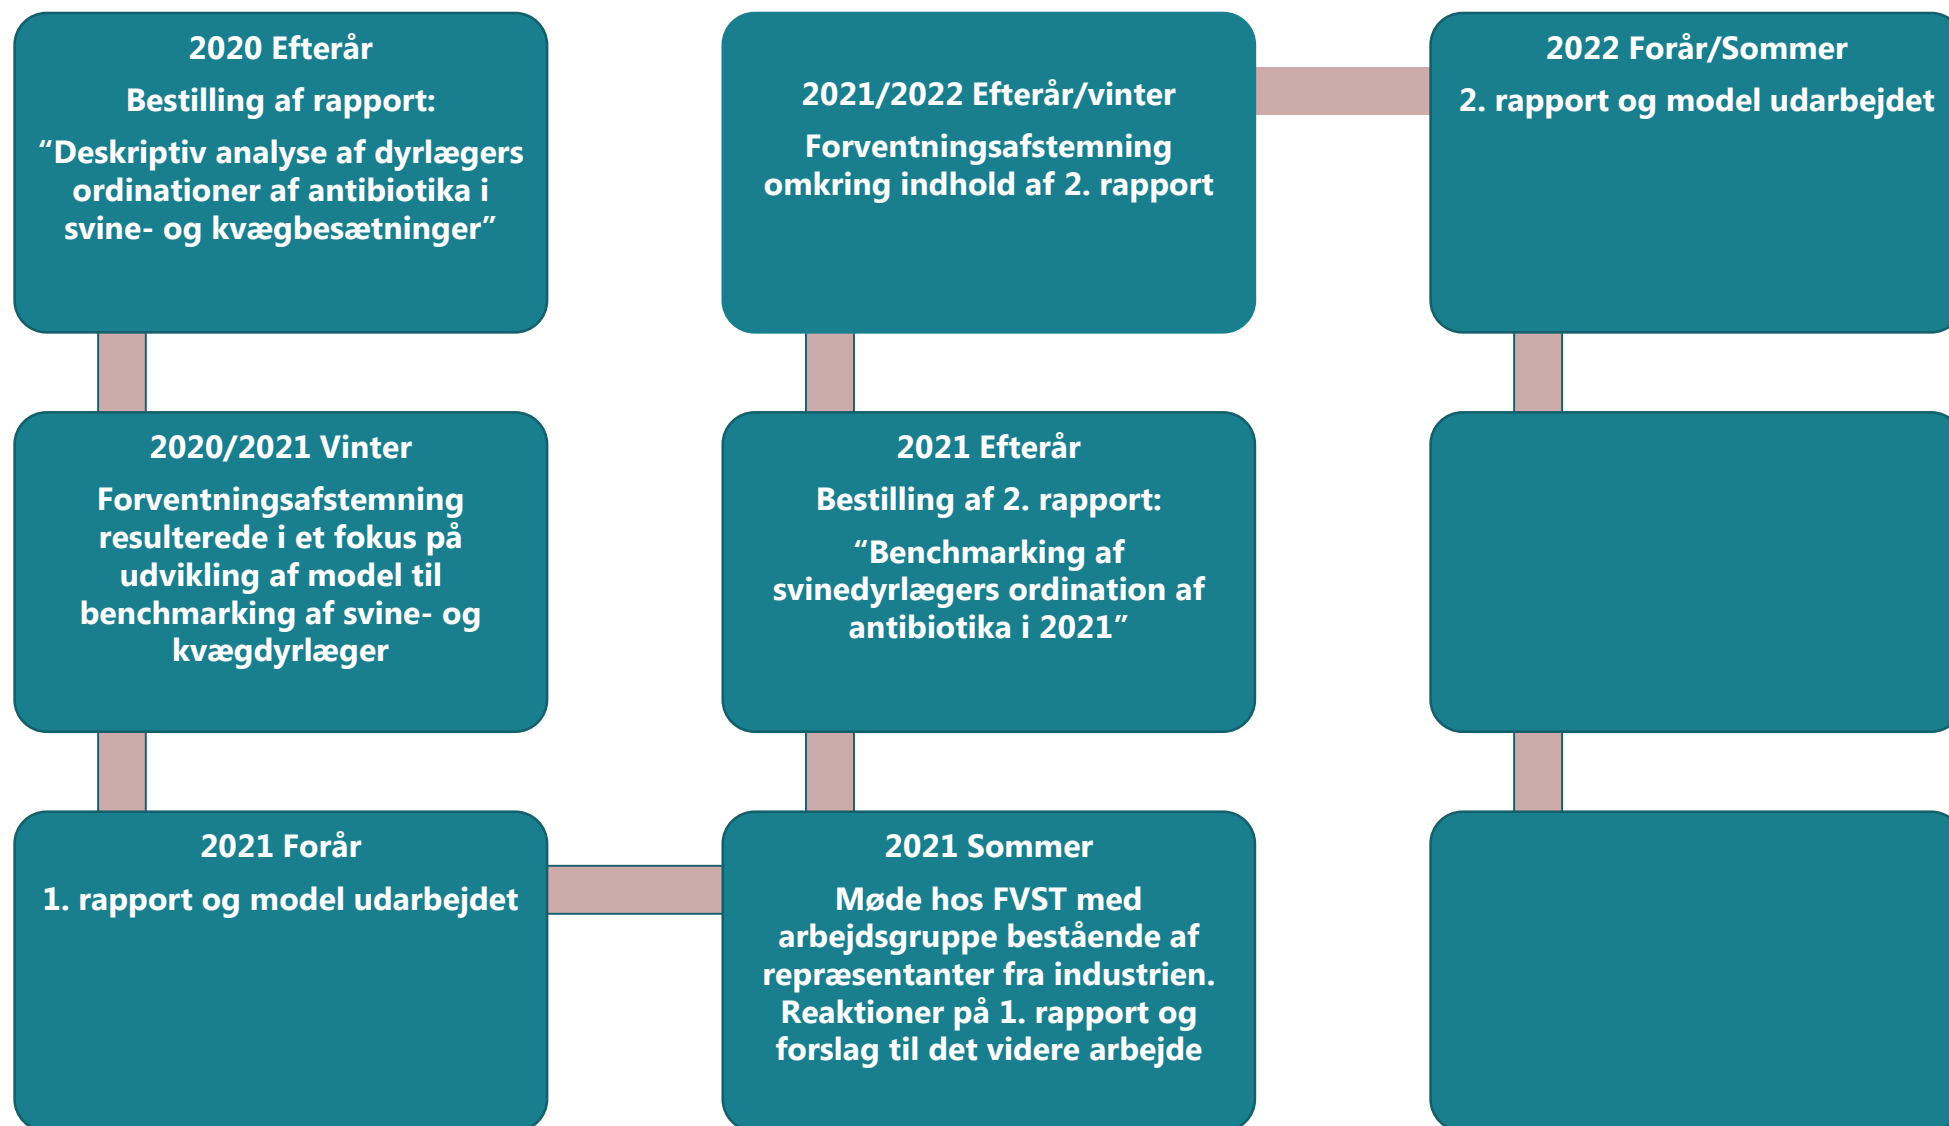 2020 Efterår
Bestilling af rapport:
“Deskriptiv analyse af dyrlægers
ordinationer af antibiotika i
svine- og kvægbesætninger”
2020/2021 Vinter
Forventningsafstemning
resulterede i et fokus på
udvikling af model til
benchmarking af svine- og
kvægdyrlæger
2021 Forår
1. rapport og model udarbejdet
2021 Sommer
Møde hos FVST med
arbejdsgruppe bestående af
repræsentanter fra industrien.
Reaktioner på 1. rapport og
forslag til det videre arbejde
2021 Efterår
Bestilling af 2. rapport:
“Benchmarking af
svinedyrlægers ordination af
antibiotika i 2021”
2021/2022 Efterår/vinter
Forventningsafstemning
omkring indhold af 2. rapport
2022 Forår/Sommer
2. rapport og model udarbejdet